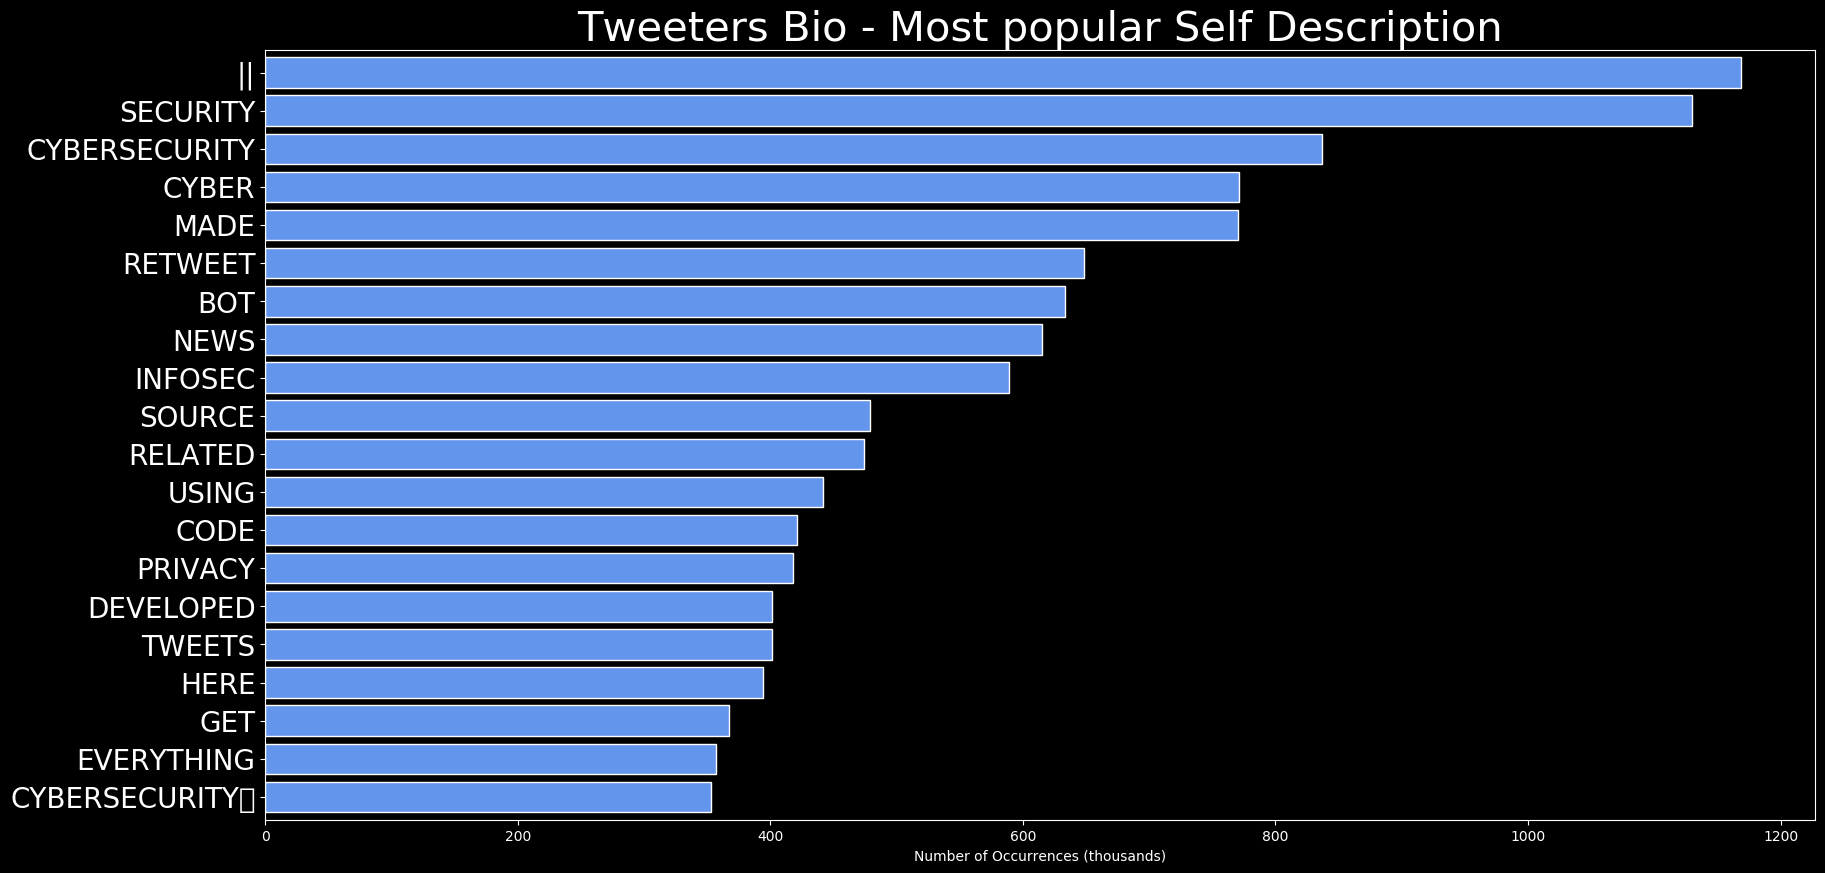 Tweeters Bio - Most popular Self Description
||
SECURITY
CYBERSECURITY
CYBER
MADE
RETWEET
BOT
NEWS
INFOSEC
SOURCE
RELATED
USING
CODE
PRIVACY
DEVELOPED
TWEETS
HERE
GET
EVERYTHING
CYBERSECURITY▯
0 200 400 600 800 1000 1200
Number of Occurrences (thousands)